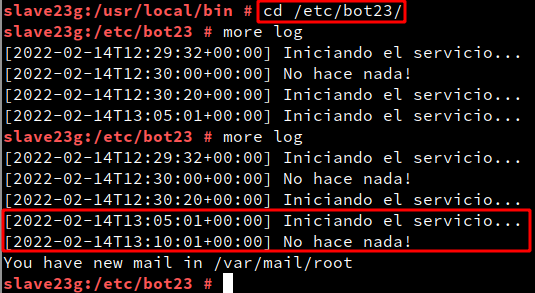 slave23g:/usr/local/bin # cd /etc/bot23/
slave23g:/etc/bot23 # more log
[2022-02-14T12:29:32+00:00] Iniciando el servicio...
[2022-02-14T12:30:00+00:00] No hace nada!
[2022-02-14T12:30:20+00:00] Iniciando el servicio...
[2022-02-14T13:05:01+00:00] Iniciando el servicio...
slave23g:/etc/bot23 # more log
[2022-02-14T12:29:32+00:00] Iniciando el servicio...
[2022-02-14T12:30:00+00:00] No hace nada!
[2022-02-14T12:30:20+00:00] Iniciando el servicio...
[2022-02-14T13:05:01+00:00] Iniciando el servicio...
[2022-02-14T13:10:01+00:00] No hace nada!
You have new mail in /var/mail/root
slave23g:/etc/bot23 #